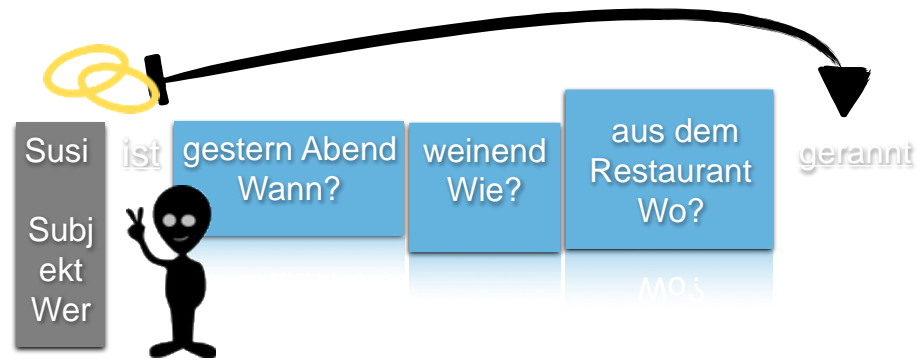 Susi
Subj
ekt
Wer
ist
gestern Abend
Wann?
weinend
Wie?
aus dem
Restaurant
Wo?
gerannt